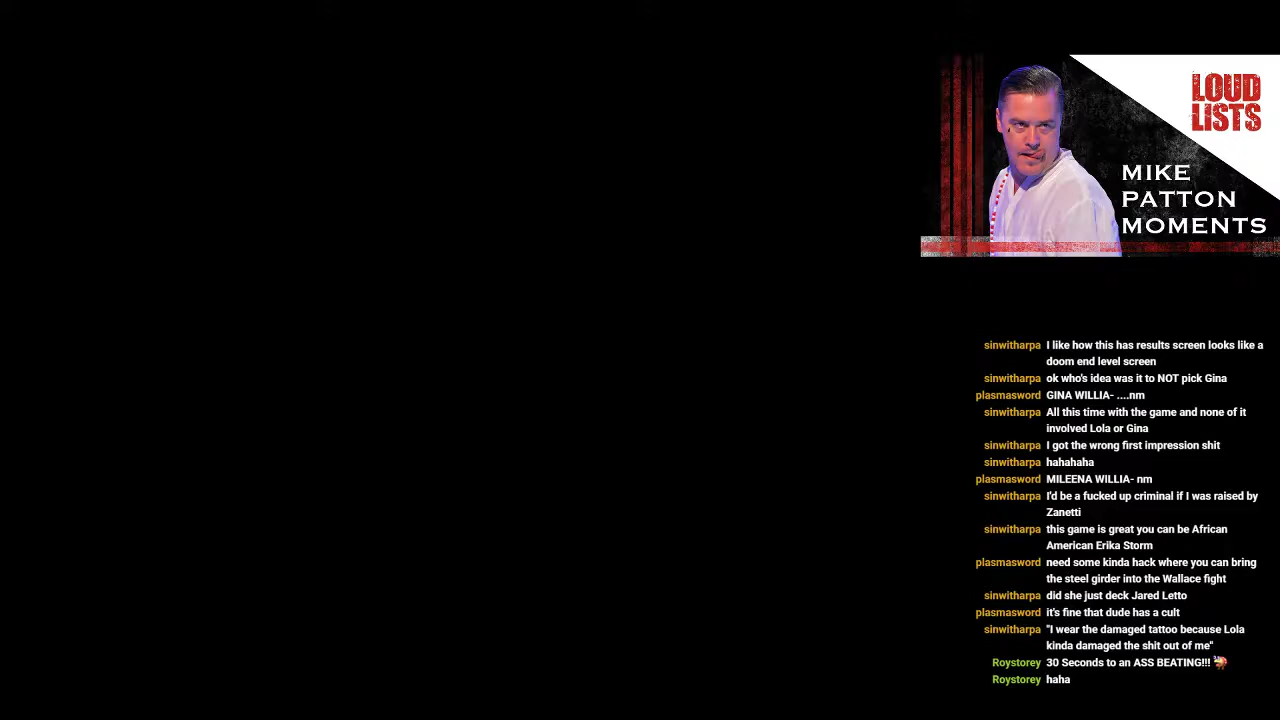 LOUD
LISTS
MIKE
PATTON
MOMENTS
sinwitharpa I like how this has results screen looks like a
doom end level screen
sinwitharpa ok who's idea was it to NOT pick Gina
plasmasword GINA WILLIA- ....nm
sinwitharpa All this time with the game and none of it
involved Lola or Gina
sinwitharpa I got the wrong first impression shit
sinwitharpa hahahaha
plasmasword MILEENA WILLIA- nm
sinwitharpa I'd be a fucked up criminal if I was raised by
Zanetti
sinwitharpa this game is great you can be African
American Erika Storm
plasmasword need some kinda hack where you can bring
the steel girder into the Wallace fight
sinwitharpa did she just deck Jared Letto
plasmasword it's fine that dude has a cult
sinwitharpa "I wear the damaged tattoo because Lola
kinda damaged the shit out of me"
Roystorey 30 Seconds to an ASS BEATING!!!
Roystorey haha